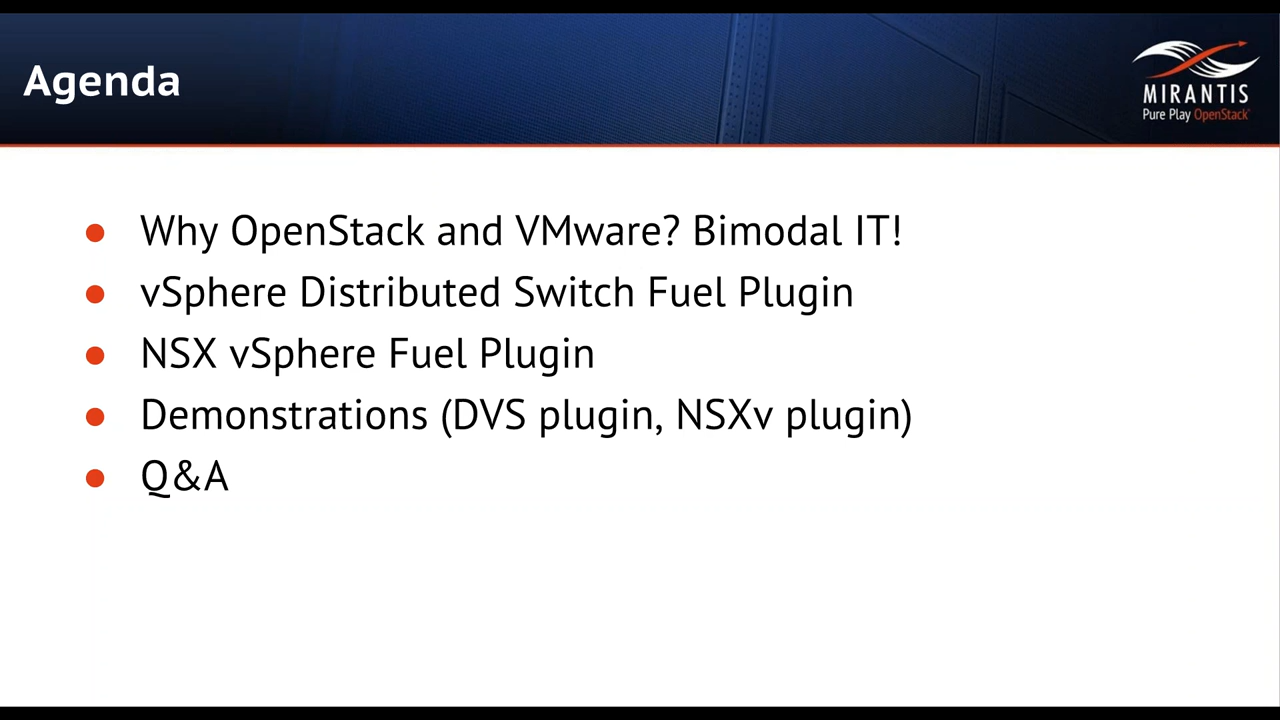 Agenda
MIRANTIS
Pure Play OpenStack
● Why OpenStack and VMware? Bimodal IT!
● vSphere Distributed Switch Fuel Plugin
● NSX vSphere Fuel Plugin
● Demonstrations (DVS plugin, NSXv plugin)
● Q&A